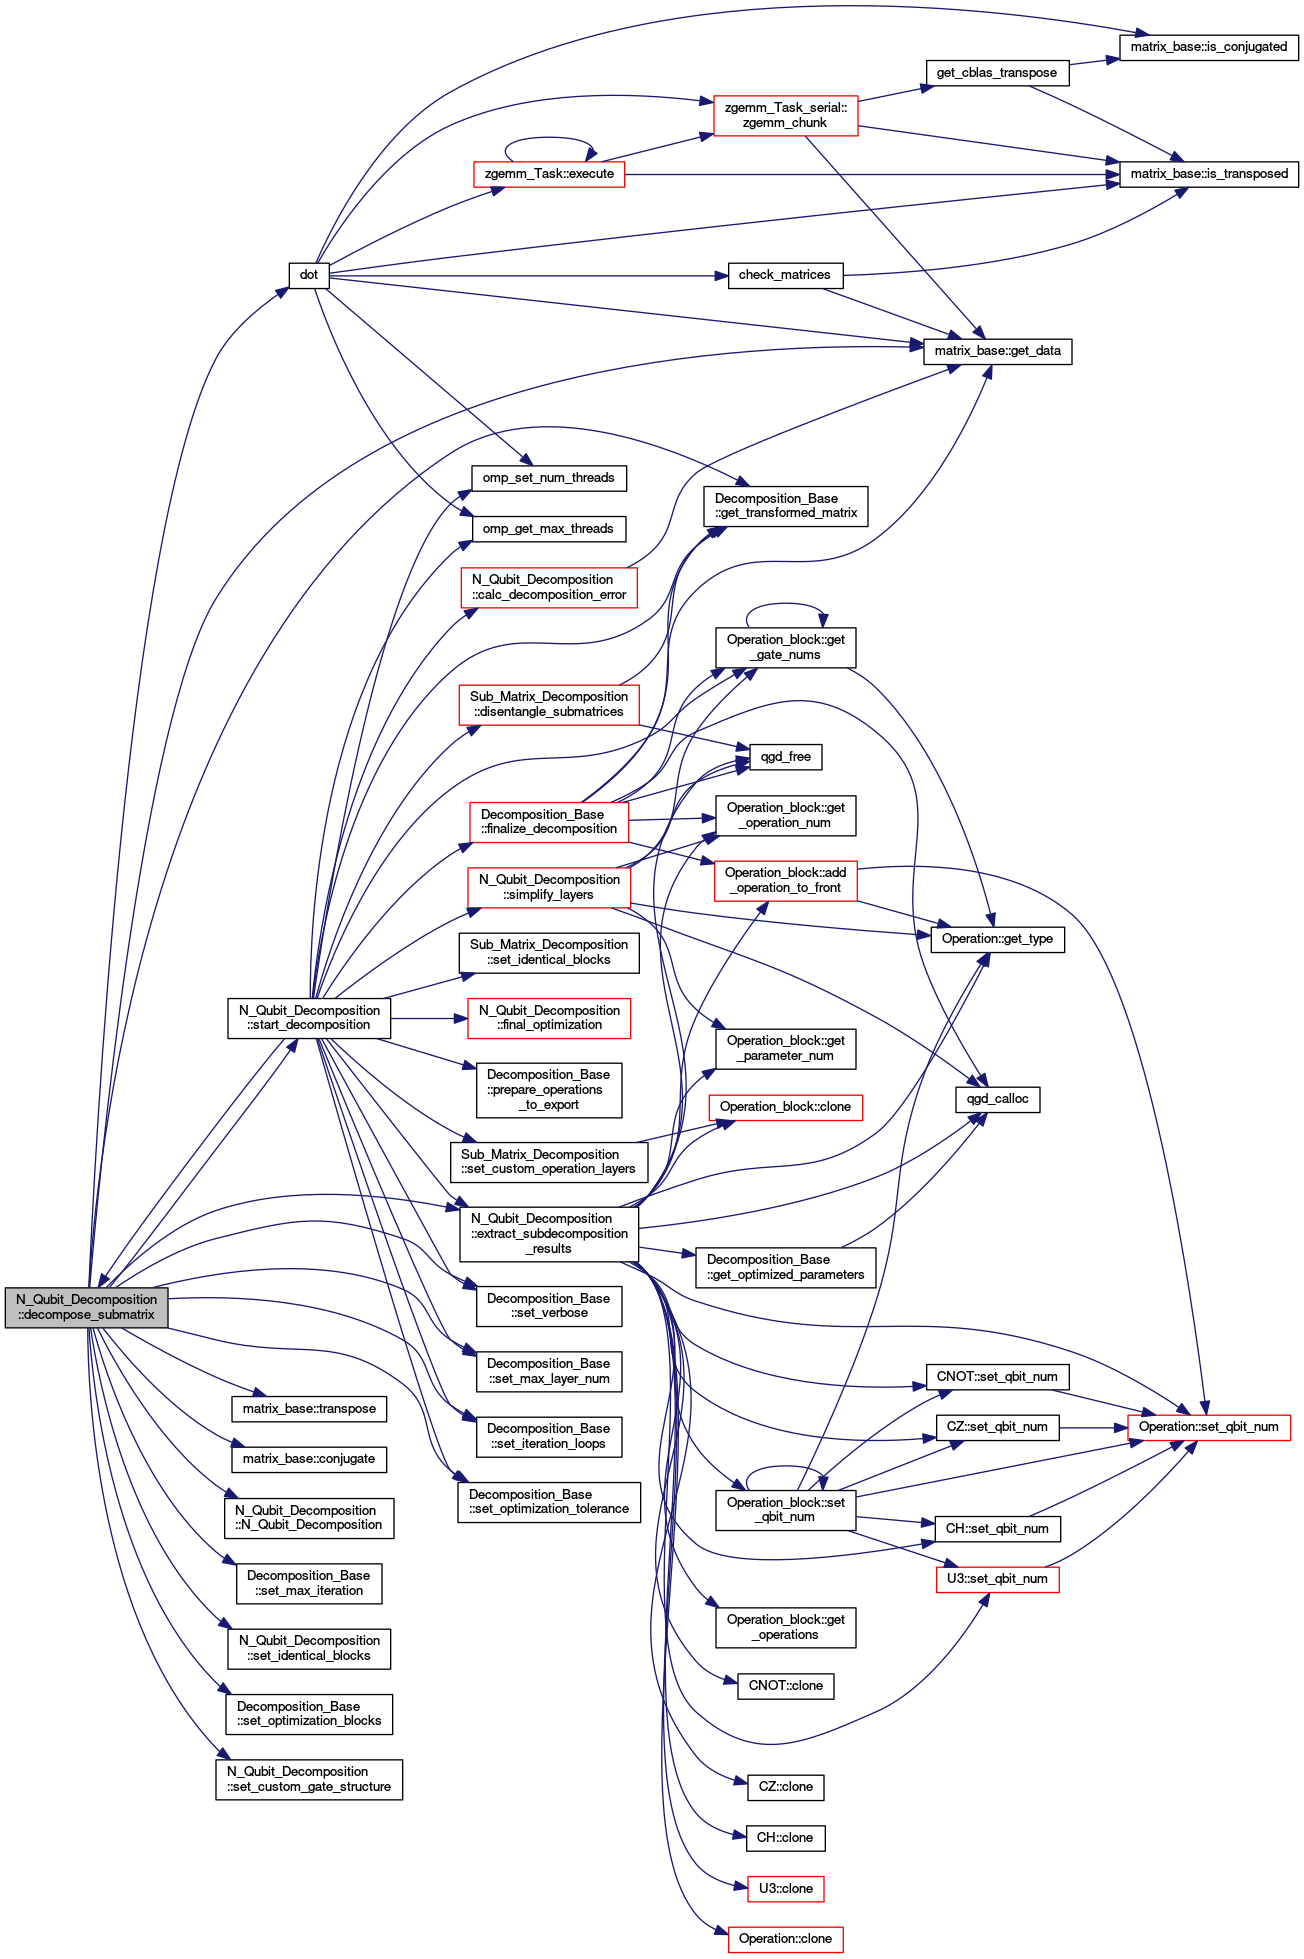 matrix_base::is_conjugated
get_cblas_transpose
zgemm_Task_serial::
zgemm_chunk
zgemm_Task::execute
matrix_base::is_transposed
dot
check_matrices
matrix_base::get_data
omp_set_num_threads
Decomposition_Base
::get_transformed_matrix
omp_get_max_threads
N_Qubit_Decomposition
::calc_decomposition_error
Operation_block::get
_gate_nums
Sub_Matrix_Decomposition
::disentangle_submatrices
qgd_free
Decomposition_Base
::finalize_decomposition
Operation_block::get
_operation_num
N_Qubit_Decomposition
::simplify_layers
Operation_block::add
_operation_to_front
Operation::get_type
Sub_Matrix_Decomposition
::set_identical_blocks
N_Qubit_Decomposition
::start_decomposition
N_Qubit_Decomposition
::final_optimization
Operation_block::get
_parameter_num
Decomposition_Base
::prepare_operations
_to_export
qgd_calloc
Operation_block::clone
Sub_Matrix_Decomposition
::set_custom_operation_layers
N_Qubit_Decomposition
::extract_subdecomposition
_results
Decomposition_Base
::get_optimized_parameters
N_Qubit_Decomposition
::decompose_submatrix
Decomposition_Base
::set_verbose
Decomposition_Base
::set_max_layer_num
CNOT::set_qbit_num
matrix_base::transpose
Decomposition_Base
::set_iteration_loops
CZ::set_qbit_num
Operation::set_qbit_num
matrix_base::conjugate
Decomposition_Base
::set_optimization_tolerance
Operation_block::set
_qbit_num
N_Qubit_Decomposition
::N_Qubit_Decomposition
CH::set_qbit_num
Decomposition_Base
::set_max_iteration
U3::set_qbit_num
Operation_block::get
_operations
N_Qubit_Decomposition
::set_identical_blocks
CNOT::clone
Decomposition_Base
::set_optimization_blocks
N_Qubit_Decomposition
::set_custom_gate_structure
CZ::clone
CH::clone
U3::clone
Operation::clone